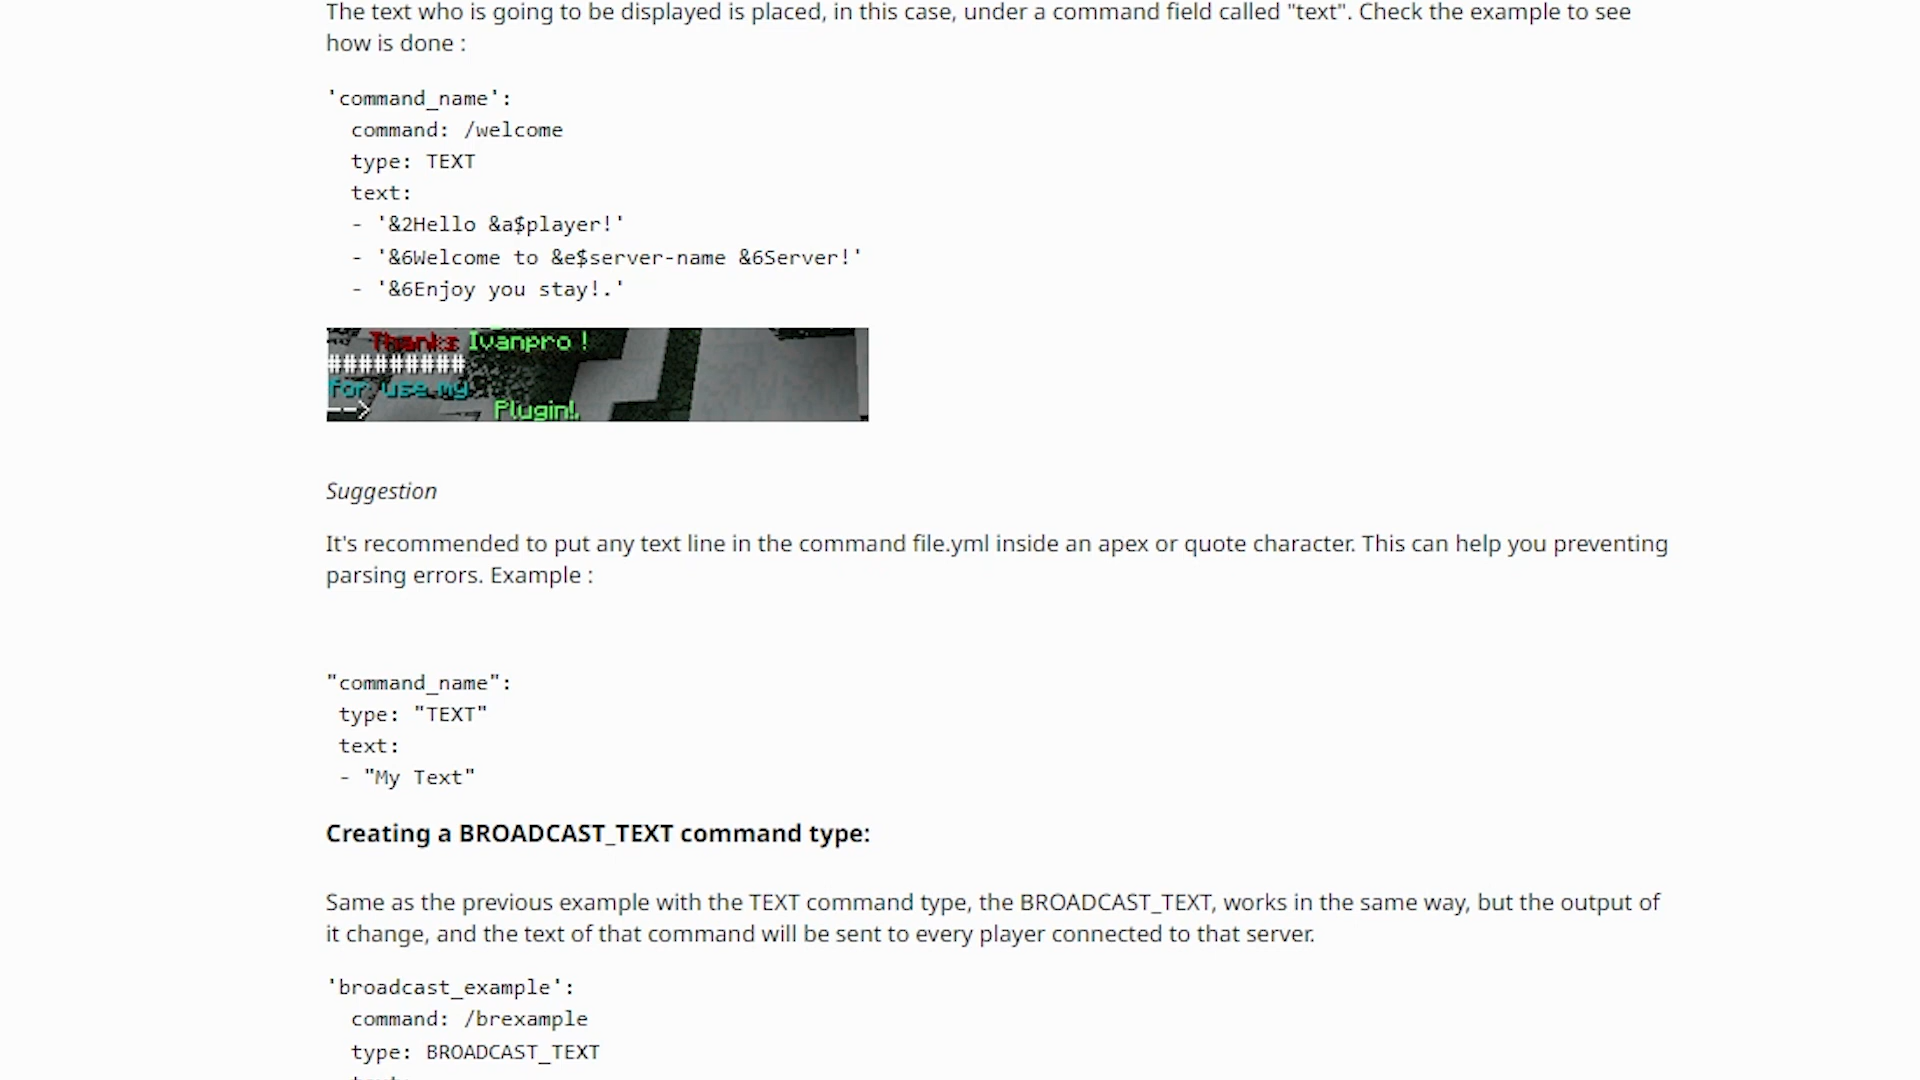 The text who is going to be displayed is placed, in this case, under a command field called "text". Check the example to see
how is done :
'command_name':
  command: /welcome
  type: TEXT
  text:
  - '&2Hello &a$player!'
  - '&6Welcome to &e$server-name &6Server!'
  - '&6Enjoy you stay!.'
Thanks Ivanpro !
#########
for use my
--> Plugin!.
Suggestion
It's recommended to put any text line in the command file.yml inside an apex or quote character. This can help you preventing
parsing errors. Example :
"command_name":
 type: "TEXT"
 text:
 - "My Text"
Creating a BROADCAST_TEXT command type:
Same as the previous example with the TEXT command type, the BROADCAST_TEXT, works in the same way, but the output of
it change, and the text of that command will be sent to every player connected to that server.
'broadcast_example':
  command: /brexample
  type: BROADCAST_TEXT